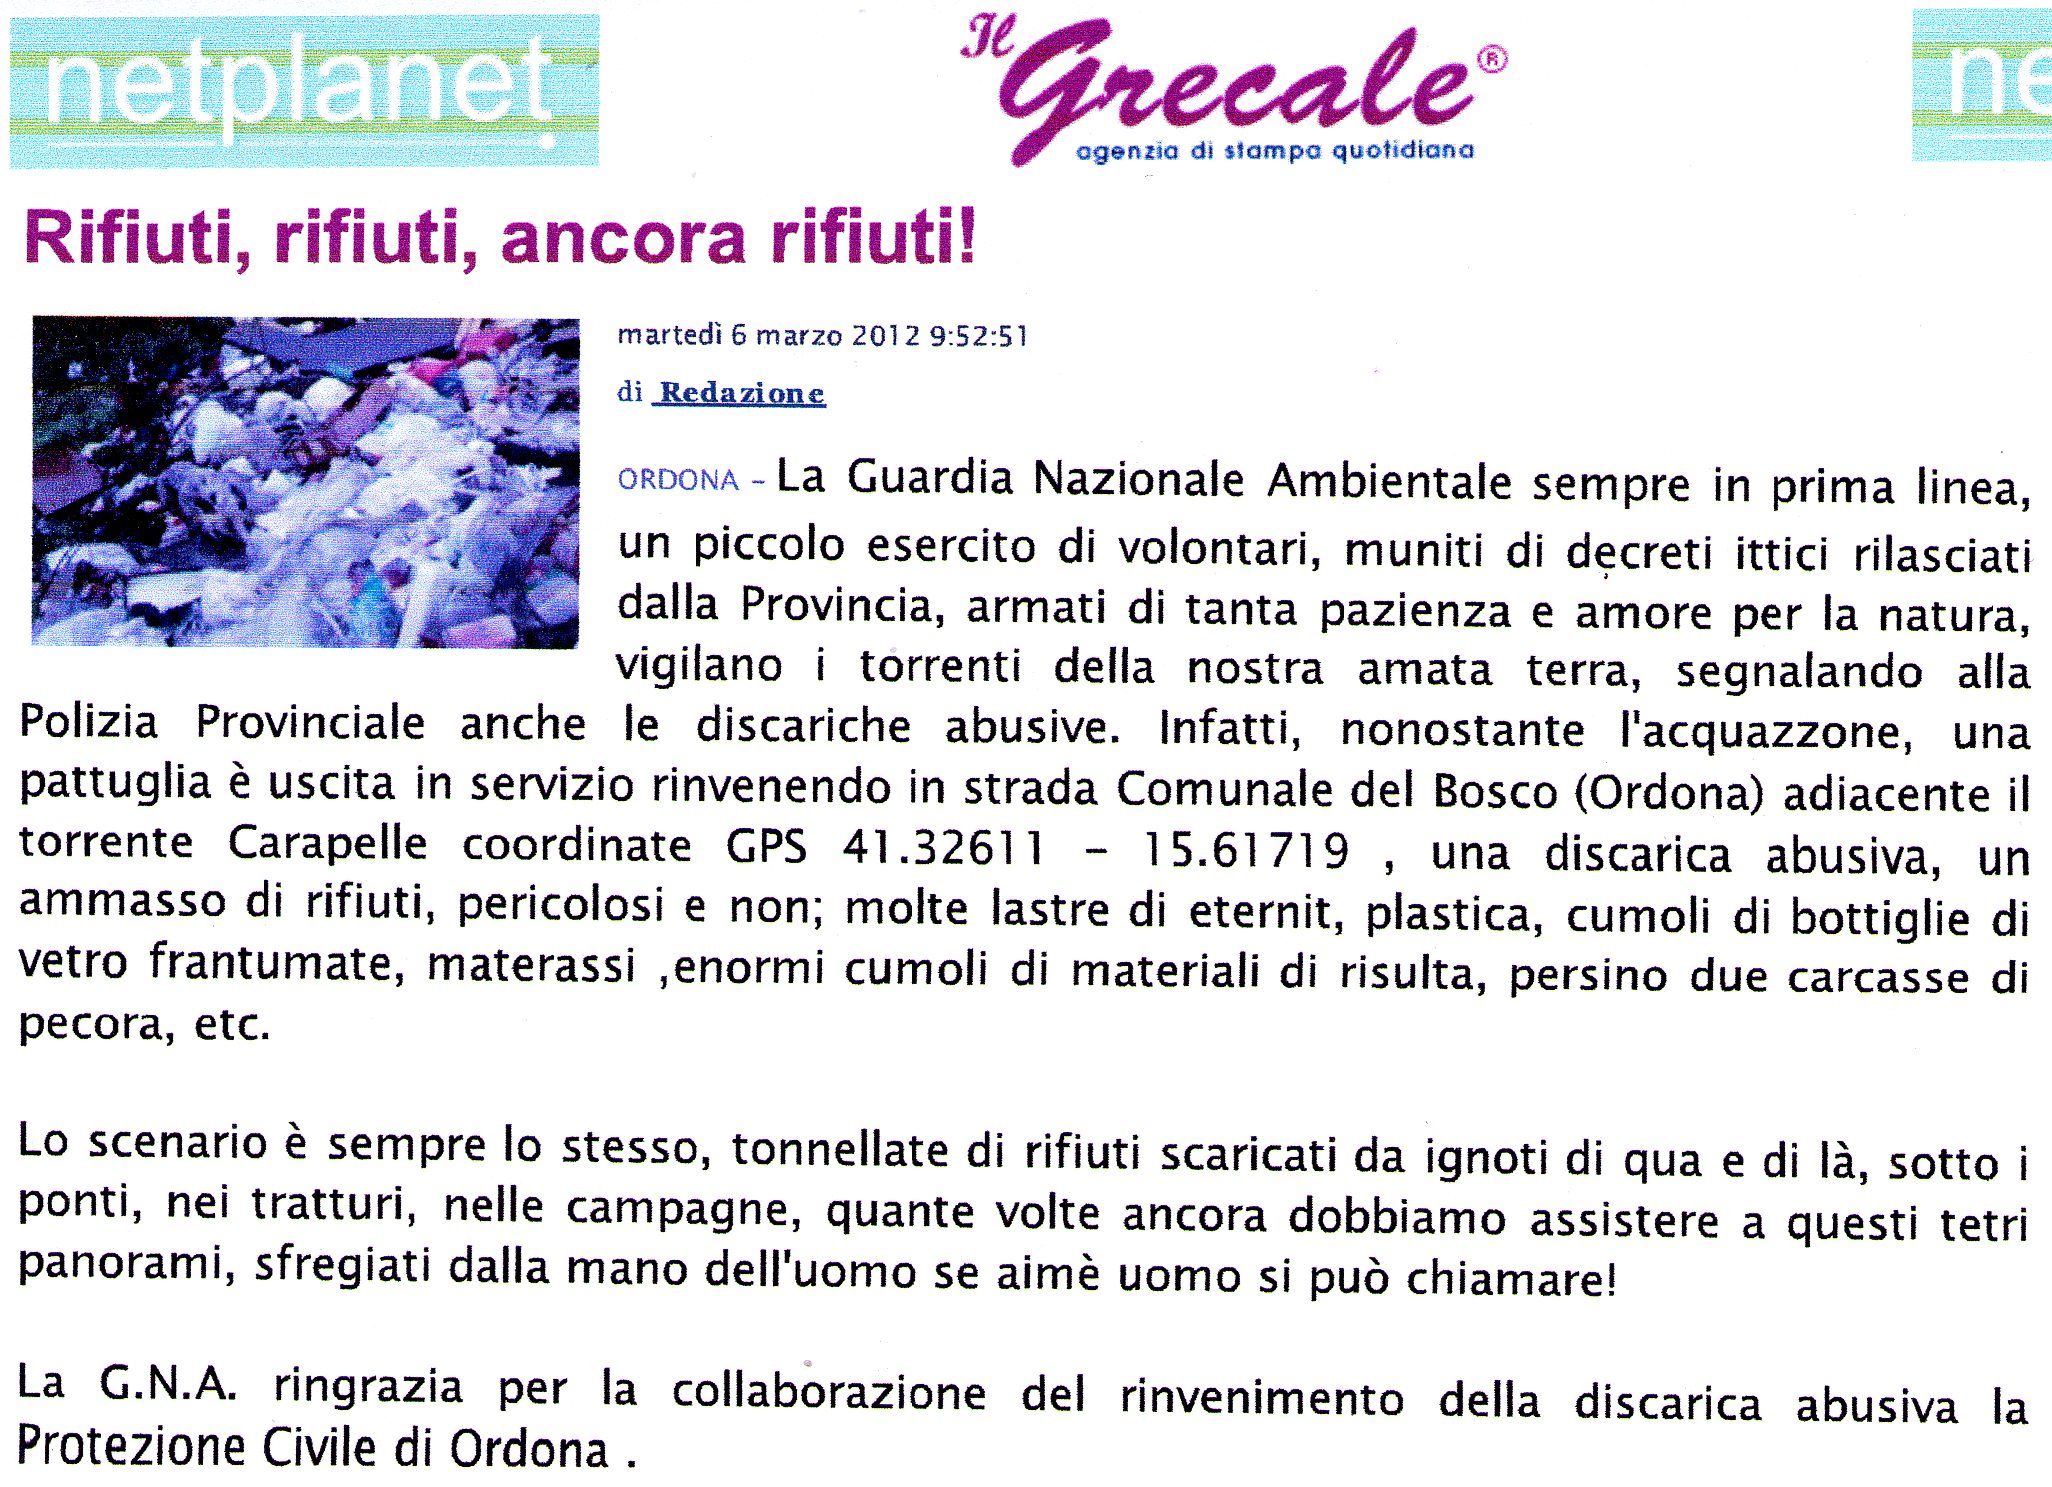 netplanet
Il Grecale®
agenzia di stampa quotidiana
ne
Rifiuti, rifiuti, ancora rifiuti!
martedì 6 marzo 2012 9:52:51
di Redazione
ORDONA – La Guardia Nazionale Ambientale sempre in prima linea,
un piccolo esercito di volontari, muniti di decreti ittici rilasciati
dalla Provincia, armati di tanta pazienza e amore per la natura,
vigilano i torrenti della nostra amata terra, segnalando alla
Polizia Provinciale anche le discariche abusive. Infatti, nonostante l'acquazzone, una
pattuglia è uscita in servizio rinvenendo in strada Comunale del Bosco (Ordona) adiacente il
torrente Carapelle coordinate GPS 41.32611 – 15.61719 , una discarica abusiva, un
ammasso di rifiuti, pericolosi e non; molte lastre di eternit, plastica, cumoli di bottiglie di
vetro frantumate, materassi ,enormi cumoli di materiali di risulta, persino due carcasse di
pecora, etc.
Lo scenario è sempre lo stesso, tonnellate di rifiuti scaricati da ignoti di qua e di là, sotto i
ponti, nei tratturi, nelle campagne, quante volte ancora dobbiamo assistere a questi tetri
panorami, sfregiati dalla mano dell'uomo se aimè uomo si può chiamare!
La G.N.A. ringrazia per la collaborazione del rinvenimento della discarica abusiva la
Protezione Civile di Ordona .